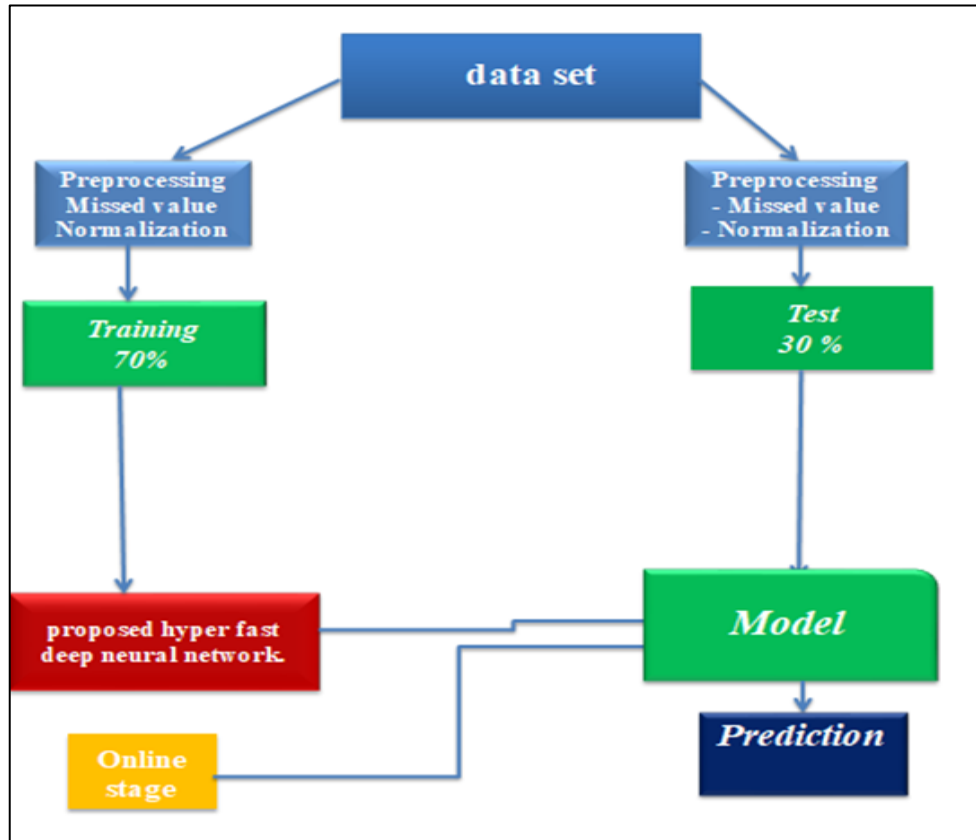 data set
Preprocessing
Missed value
Normalization
Preprocessing
- Missed value
- Normalization
Training
70%
Test
30 %
proposed hyper fast
deep neural network.
Model
Online
stage
Prediction